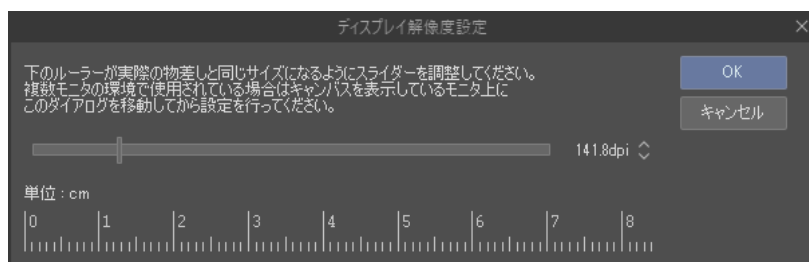 ディスプレイ解像度設定
下のルーラーが実際の物差しと同じサイズになるようにスライダーを調整してください。
複数モニタの環境で使用されている場合はキャンバスを表示しているモニタ上に
このダイアログを移動してから設定を行ってください。
OK
キャンセル
141.8dpi
単位:cm
0 1 2 3 4 5 6 7 8